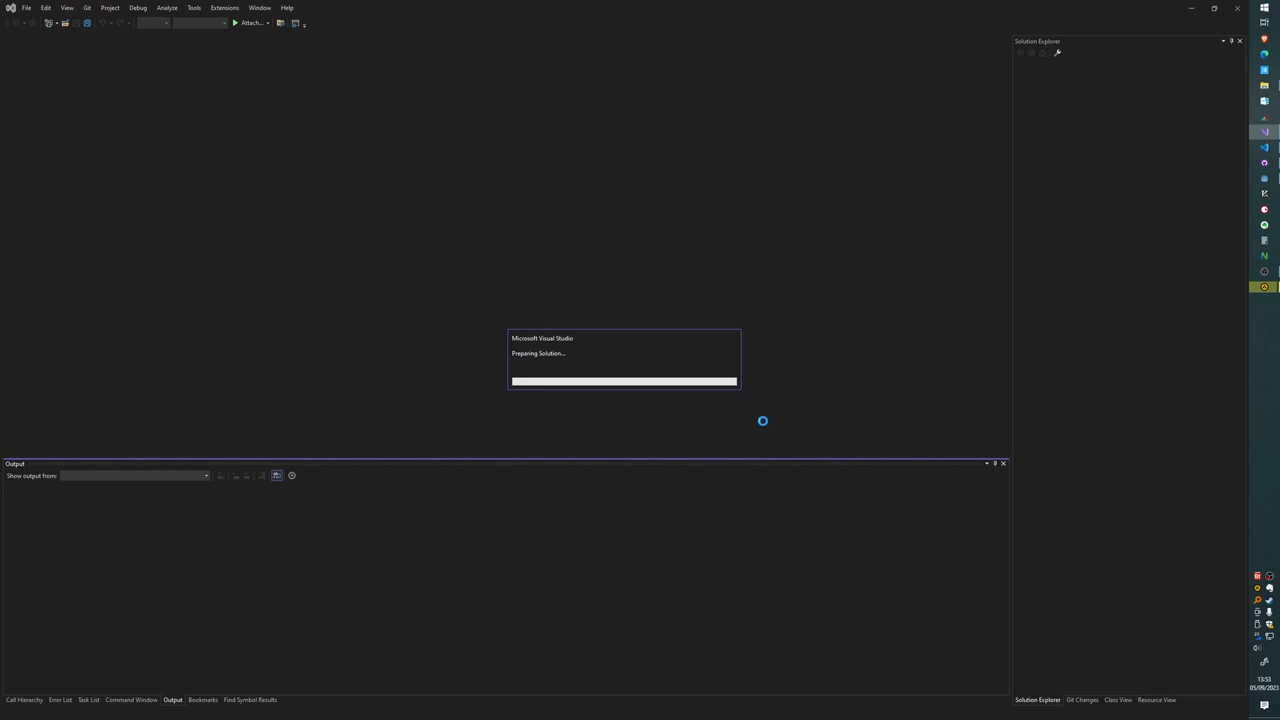 File Edit View Git Project Debug Analyze Tools Extensions Window Help
Attach...
Solution Explorer
Microsoft Visual Studio
Preparing Solution...
Output
Show output from:
Call Hierarchy Error List Task List Command Window Output Bookmarks Find Symbol Results
Solution Explorer Git Changes Class View Resource View
13:53
05/09/2023